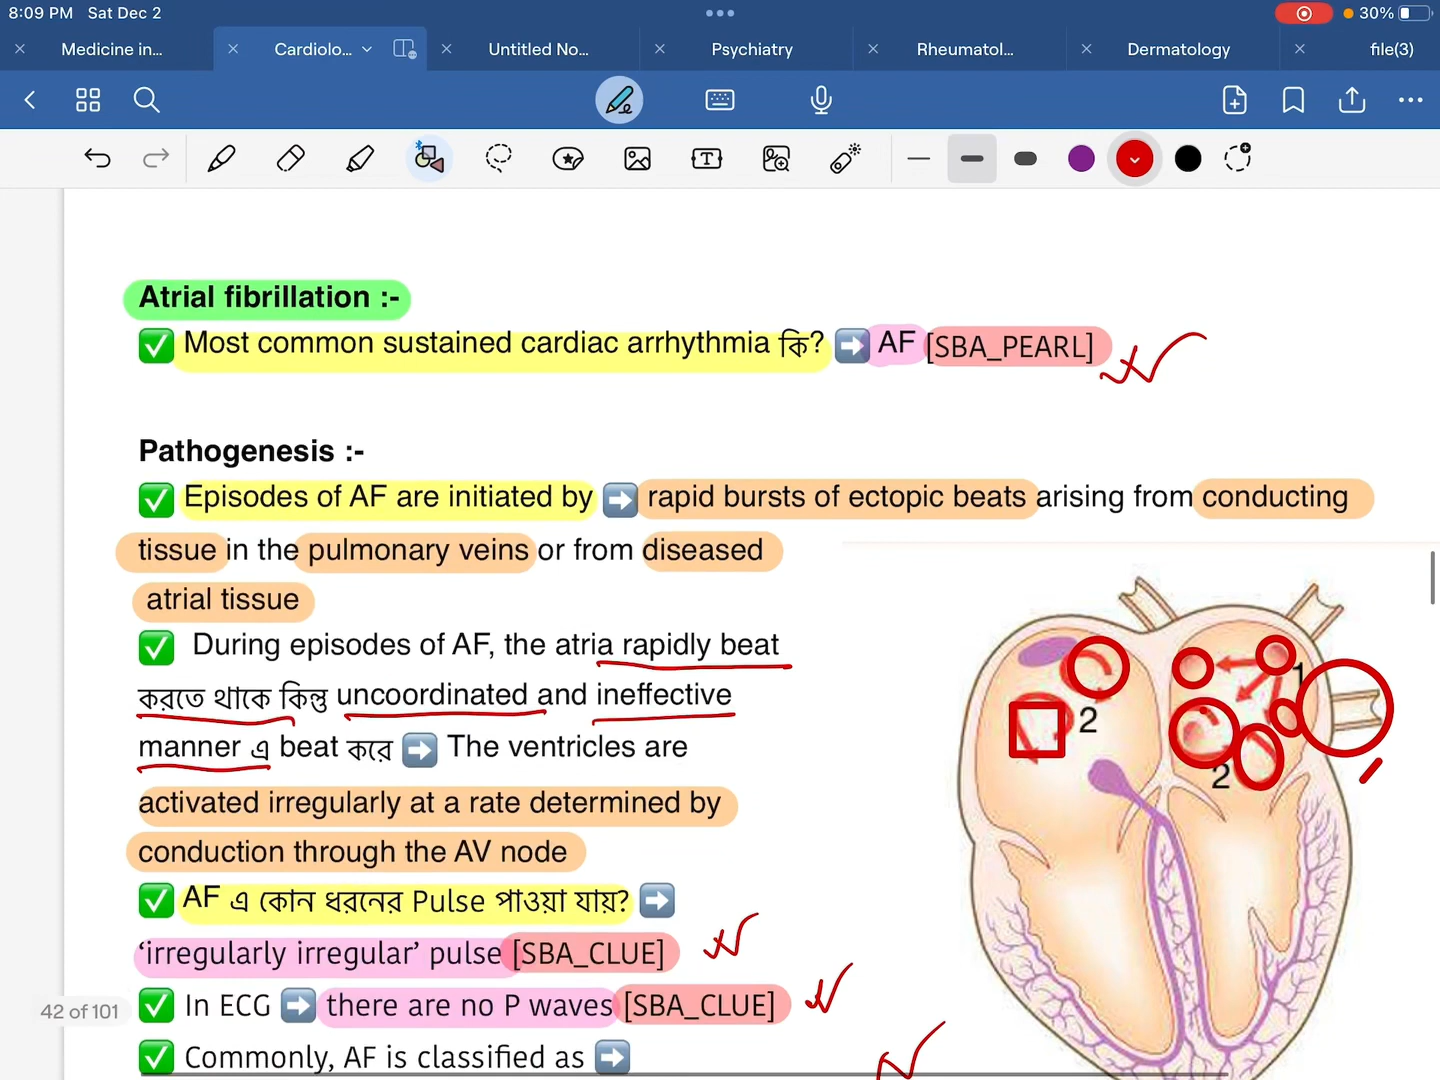 8:09 PM Sat Dec 2
30%
Medicine in...
Cardiolo...
Untitled No...
Psychiatry
Rheumatol...
Dermatology
file(3)
Atrial fibrillation :-
✅ Most common sustained cardiac arrhythmia কি? ➡️ AF [SBA_PEARL]
Pathogenesis :-
✅ Episodes of AF are initiated by ➡️ rapid bursts of ectopic beats arising from conducting
tissue in the pulmonary veins or from diseased
atrial tissue
✅ During episodes of AF, the atria rapidly beat
করতে থাকে কিন্তু uncoordinated and ineffective
manner এ beat করে ➡️ The ventricles are
activated irregularly at a rate determined by
conduction through the AV node
✅ AF এ কোন ধরনের Pulse পাওয়া যায়? ➡️
‘irregularly irregular’ pulse [SBA_CLUE]
✅ In ECG ➡️ there are no P waves [SBA_CLUE]
✅ Commonly, AF is classified as ➡️
1
2
2
42 of 101